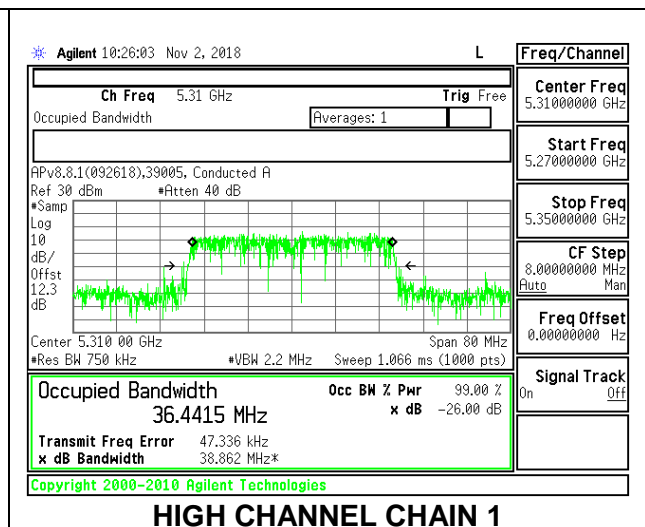 Agilent 10:26:03 Nov 2, 2018 L
Freq/Channel
Ch Freq 5.31 GHz Trig Free
Occupied Bandwidth Averages: 1
Center Freq
5.31000000 GHz
Start Freq
5.27000000 GHz
Stop Freq
5.35000000 GHz
CF Step
8.00000000 MHz
Auto Man
Freq Offset
0.00000000 Hz
Signal Track
On Off
APv8.8.1(092618),39005, Conducted A
Ref 30 dBm #Atten 40 dB
#Samp
Log
10
dB/
Offst
12.3
dB
Center 5.310 00 GHz Span 80 MHz
#Res BW 750 kHz #VBW 2.2 MHz Sweep 1.066 ms (1000 pts)
Occupied Bandwidth Occ BW % Pwr 99.00 %
36.4415 MHz x dB -26.00 dB
Transmit Freq Error 47.336 kHz
x dB Bandwidth 38.862 MHz*
Copyright 2000-2010 Agilent Technologies
HIGH CHANNEL CHAIN 1